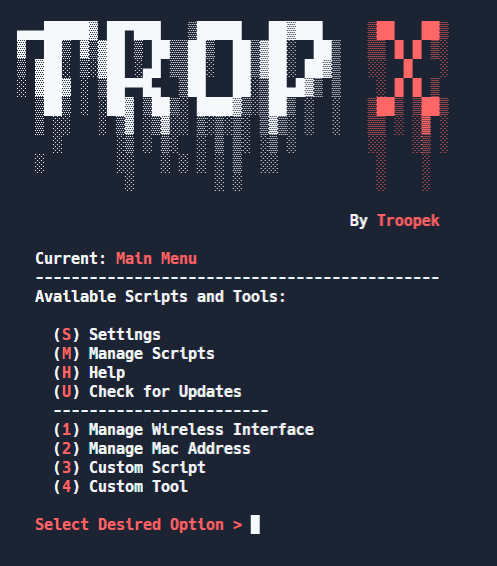 TROP X
By Troopek
Current: Main Menu
---------------------------------------------
Available Scripts and Tools:
(S) Settings
(M) Manage Scripts
(H) Help
(U) Check for Updates
------------------------
(1) Manage Wireless Interface
(2) Manage Mac Address
(3) Custom Script
(4) Custom Tool
Select Desired Option >